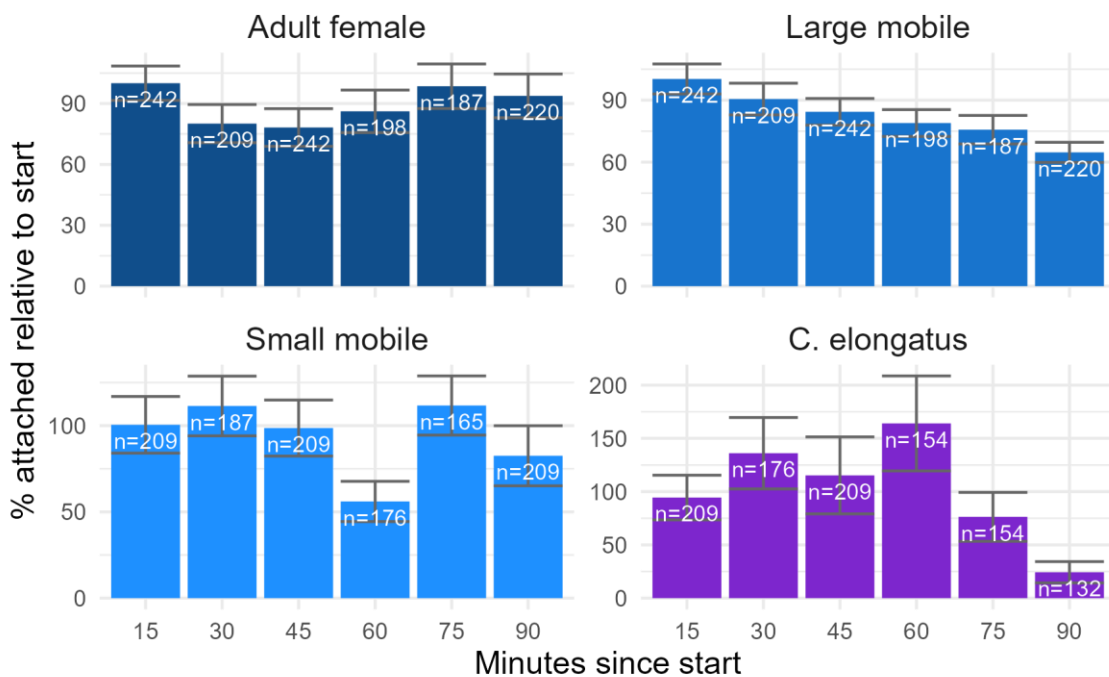 Adult female
Large mobile
90
60
30
0
n=242
n=209
n=242
n=198
n=187
n=220
90
60
30
0
n=242
n=209
n=242
n=198
n=187
n=220
Small mobile
C. elongatus
100
50
0
n=209
n=187
n=209
n=176
n=165
n=209
200
150
100
50
0
n=209
n=176
n=209
n=154
n=154
n=132
15 30 45 60 75 90
15 30 45 60 75 90
Minutes since start
% attached relative to start